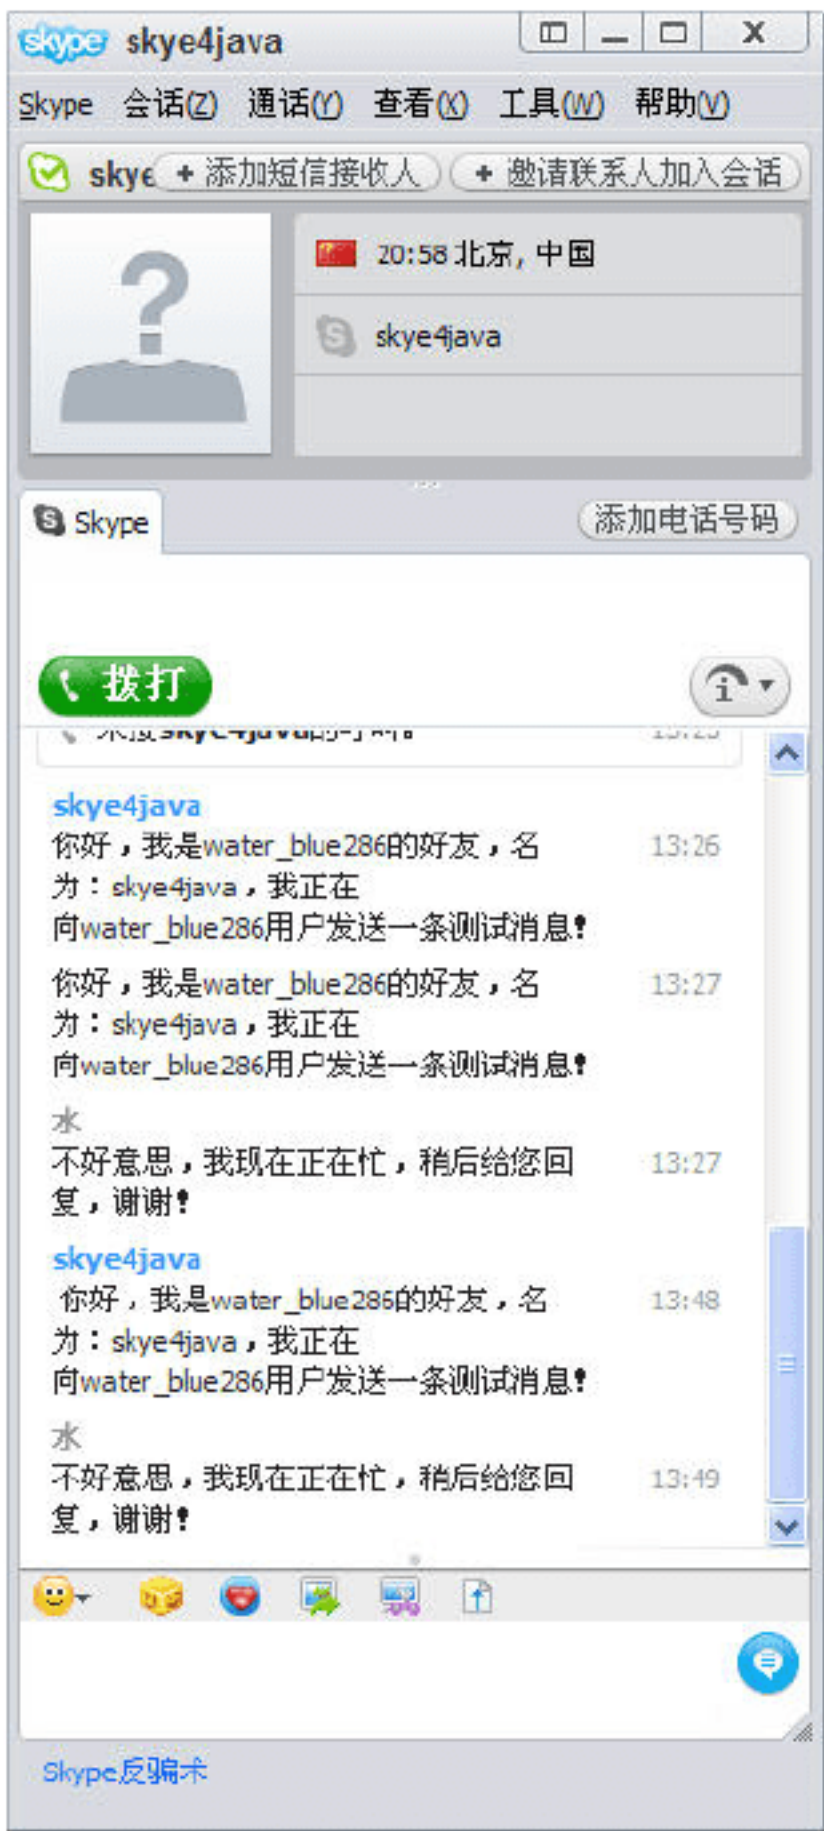 skype skye4java
Skype 会话(Z) 通话(Y) 查看(X) 工具(W) 帮助(V)
skye + 添加短信接收人 + 邀请联系人加入会话
20:58 北京, 中国
skye4java
Skype 添加电话号码
拨打
skye4java
skye4java
你好，我是water_blue286的好友，名 13:26
为：skye4java，我正在
向water_blue286用户发送一条测试消息！
你好，我是water_blue286的好友，名 13:27
为：skye4java，我正在
向water_blue286用户发送一条测试消息！
水
不好意思，我现在正在忙，稍后给您回 13:27
复，谢谢！
skye4java
你好，我是water_blue286的好友，名 13:48
为：skye4java，我正在
向water_blue286用户发送一条测试消息！
水
不好意思，我现在正在忙，稍后给您回 13:49
复，谢谢！
Skype反骗术